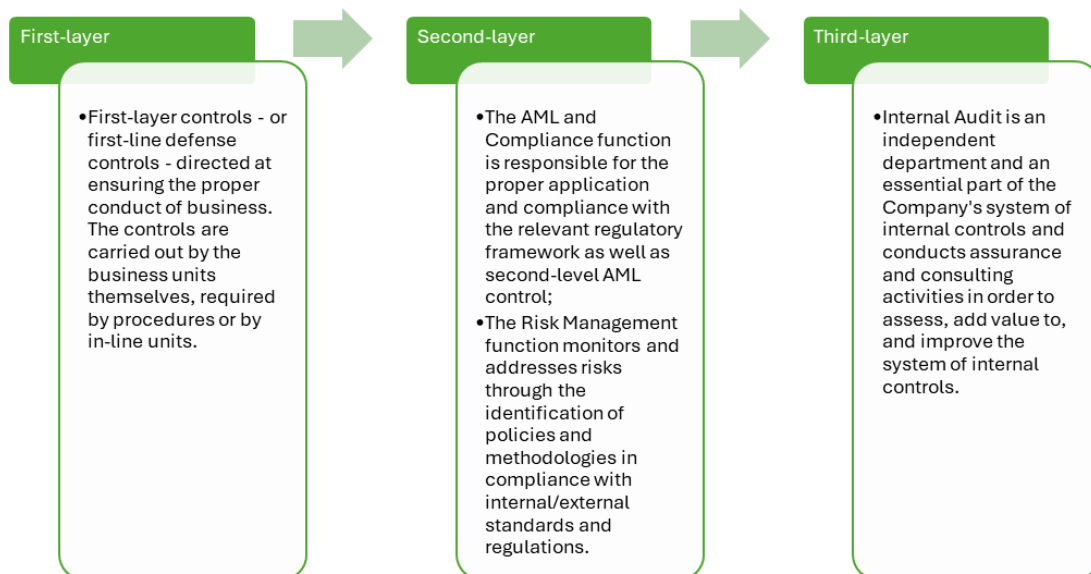 First-layer
•First-layer controls - or
first-line defense
controls - directed at
ensuring the proper
conduct of business.
The controls are
carried out by the
business units
themselves, required
by procedures or by
in-line units.
Second-layer
•The AML and
Compliance function
is responsible for the
proper application
and compliance with
the relevant regulatory
framework as well as
second-level AML
control;
•The Risk Management
function monitors and
addresses risks
through the
identification of
policies and
methodologies in
compliance with
internal/external
standards and
regulations.
Third-layer
•Internal Audit is an
independent
department and an
essential part of the
Company's system of
internal controls and
conducts assurance
and consulting
activities in order to
assess, add value to,
and improve the
system of internal
controls.